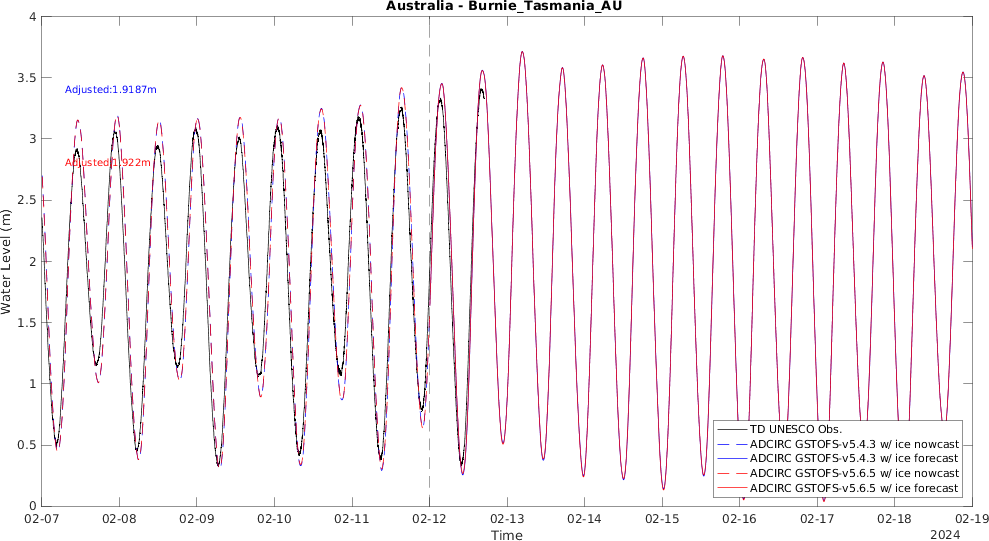 Australia - Burnie_Tasmania_AU
4
3.5
3
2.5
2
1.5
1
0.5
0
Water Level (m)
Adjusted:1.9187m
Adjusted:1.922m
TD UNESCO Obs.
ADCIRC GSTOFS-v5.4.3 w/ ice nowcast
ADCIRC GSTOFS-v5.4.3 w/ ice forecast
ADCIRC GSTOFS-v5.6.5 w/ ice nowcast
ADCIRC GSTOFS-v5.6.5 w/ ice forecast
02-07 02-08 02-09 02-10 02-11 02-12 02-13 02-14 02-15 02-16 02-17 02-18 02-19
Time
2024